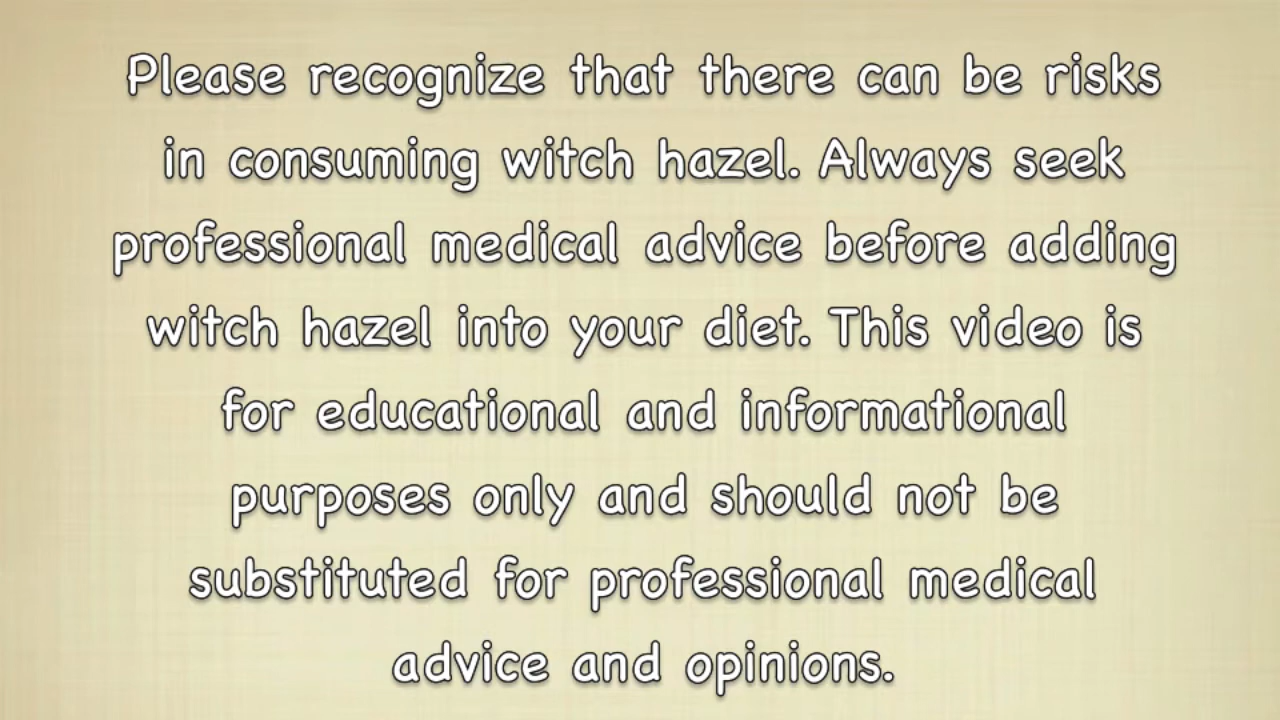 Please recognize that there can be risks
in consuming witch hazel. Always seek
professional medical advice before adding
witch hazel into your diet. This video is
for educational and informational
purposes only and should not be
substituted for professional medical
advice and opinions.